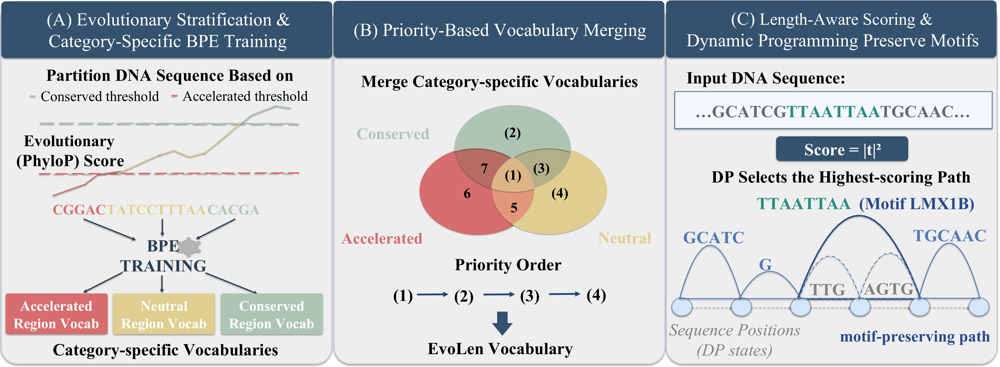 (A) Evolutionary Stratification &
Category-Specific BPE Training
Partition DNA Sequence Based on
Conserved threshold
Accelerated threshold
Evolutionary
(PhyloP) Score
CGGACTATCCTTTAACACGA
BPE
TRAINING
Accelerated
Region Vocab
Neutral
Region Vocab
Conserved
Region Vocab
Category-specific Vocabularies
(B) Priority-Based Vocabulary Merging
Merge Category-specific Vocabularies
Conserved
(2)
7
(1)
(3)
6
(4)
5
Accelerated
Neutral
Priority Order
(1)
(2)
(3)
(4)
EvoLen Vocabulary
(C) Length-Aware Scoring &
Dynamic Programming Preserve Motifs
Input DNA Sequence:
...GCATCGTTAATTAATGCAAC...
Score = |t|²
DP Selects the Highest-scoring Path
TTAATTAA (Motif LMX1B)
GCATC
G
TGCAAC
TTG
AGTG
Sequence Positions
(DP states)
motif-preserving path